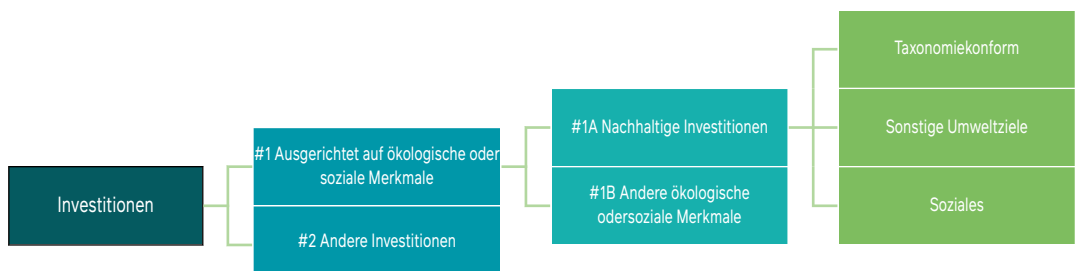 Investitionen
#1 Ausgerichtet auf ökologische oder
soziale Merkmale
#2 Andere Investitionen
#1A Nachhaltige Investitionen
#1B Andere ökologische
odersoziale Merkmale
Taxonomiekonform
Sonstige Umweltziele
Soziales